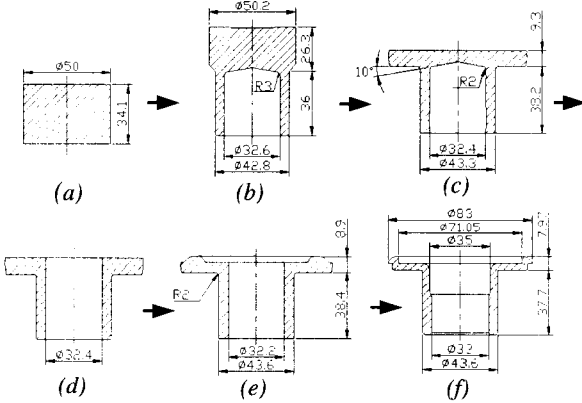 ø50
34.1
(a)
ø50.2
26.3
R3
36
ø32.6
ø42.8
(b)
9.3
10°
R2
38.2
ø32.4
ø43.3
(c)
ø32.4
(d)
8.9
R2
38.4
ø32.2
ø43.6
(e)
ø83
ø71.05
ø35
37.7
ø33
ø43.6
(f)